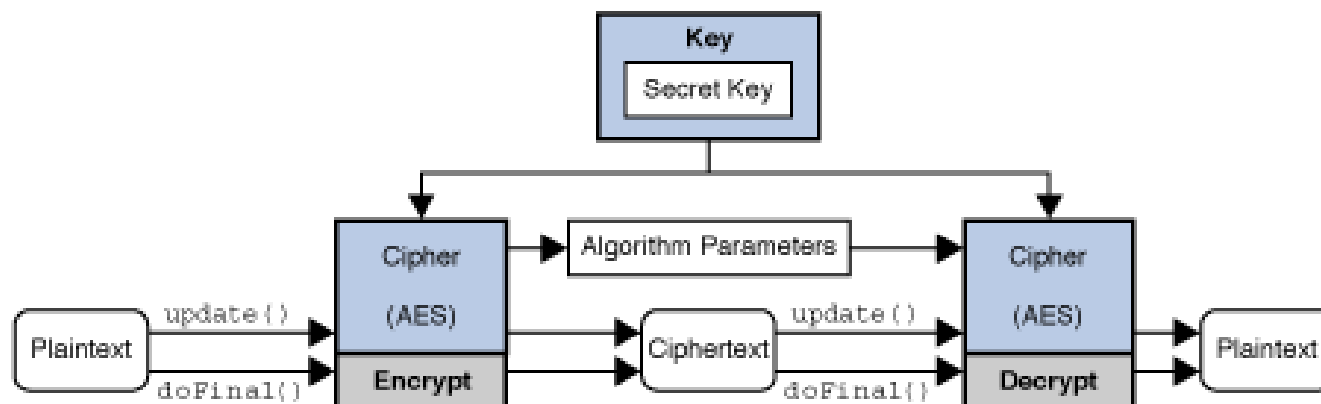 Key
Secret Key
Cipher
(AES)
Encrypt
Algorithm Parameters
Cipher
(AES)
Decrypt
Plaintext
update()
doFinal()
Ciphertext
update()
doFinal()
Plaintext